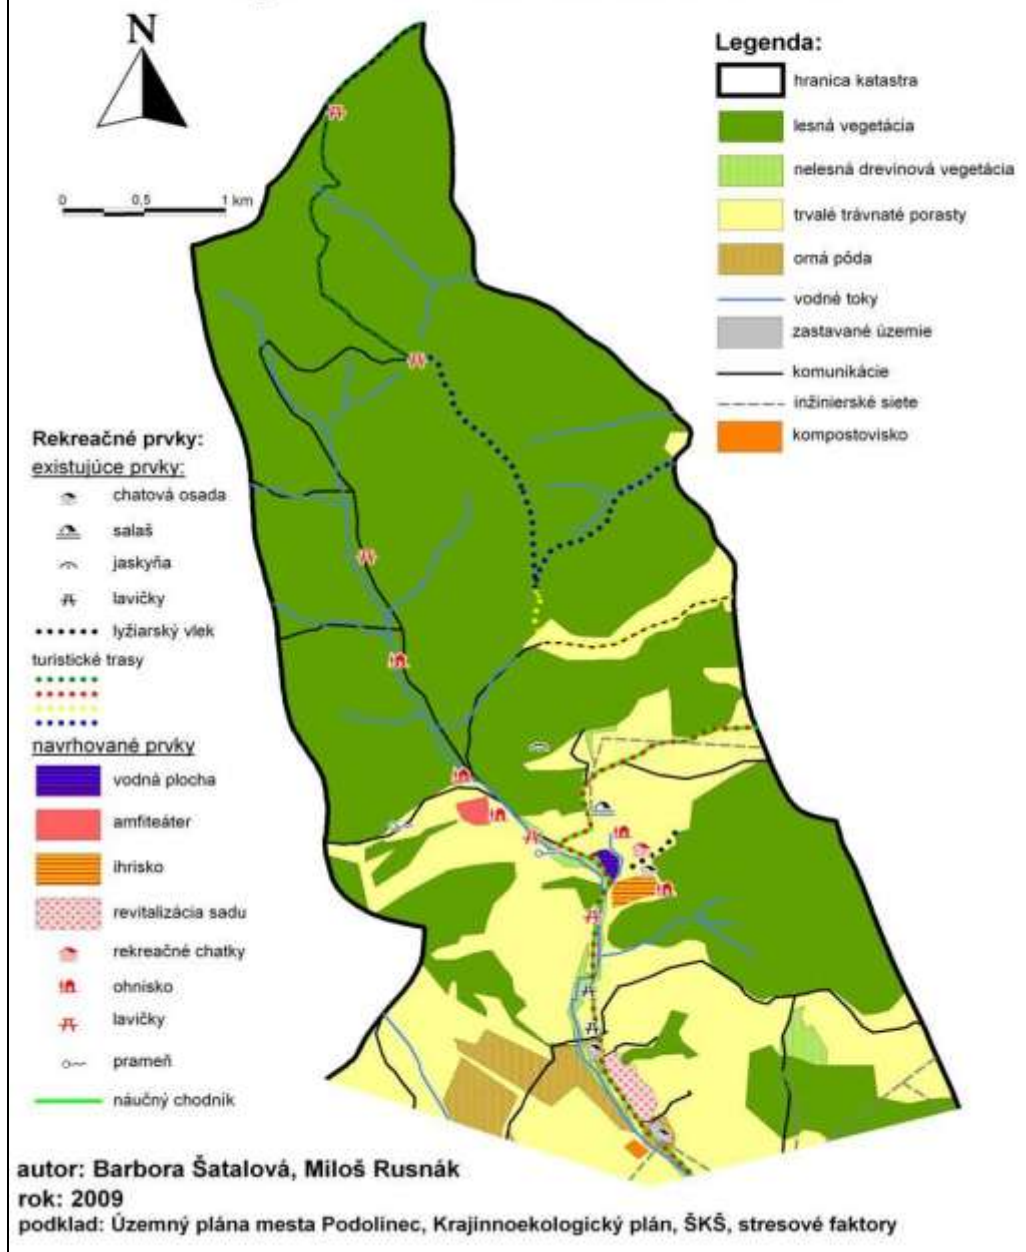 N
0 0,5 1 km
Legenda:
hranica katastra
lesná vegetácia
nelesná drevinová vegetácia
trvalé trávnaté porasty
orná pôda
vodné toky
zastavané územie
komunikácie
inžinierské siete
kompostovisko
Rekreačné prvky:
existujúce prvky:
chatová osada
salaš
jaskyňa
lavičky
lyžiarský vlek
turistické trasy
navrhované prvky
vodná plocha
amfiteáter
ihrisko
revitalizácia sadu
rekreačné chatky
ohnisko
lavičky
prameň
náučný chodník
autor: Barbora Šatalová, Miloš Rusnák
rok: 2009
podklad: Územný plána mesta Podolínec, Krajinnoekologický plán, ŠKŠ, stresové faktory